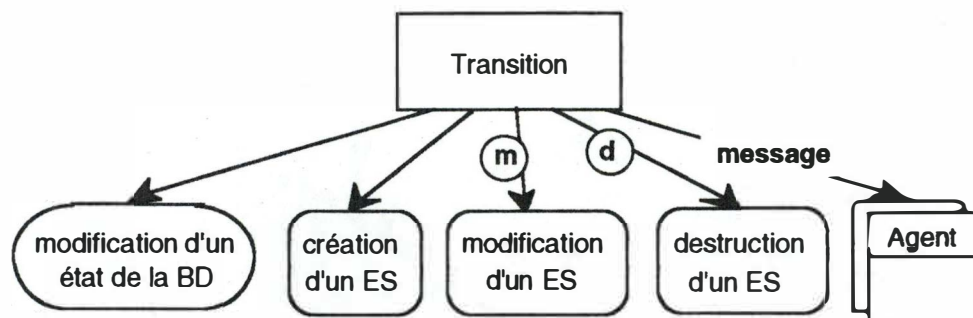 Transition
m
d
message
modification d'un
état de la BD
création
d'un ES
modification
d'un ES
destruction
d'un ES
Agent